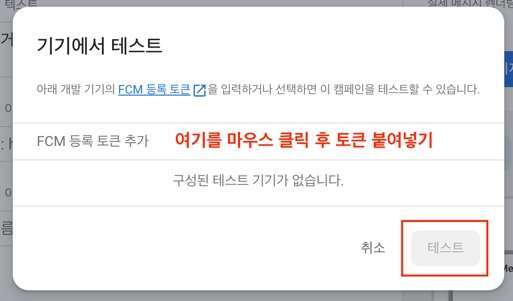 기기에서 테스트
아래 개발 기기의 FCM 등록 토큰을 입력하거나 선택하면 이 캠페인을 테스트할 수 있습니다.
FCM 등록 토큰 추가 여기를 마우스 클릭 후 토큰 붙여넣기
구성된 테스트 기기가 없습니다.
취소 테스트